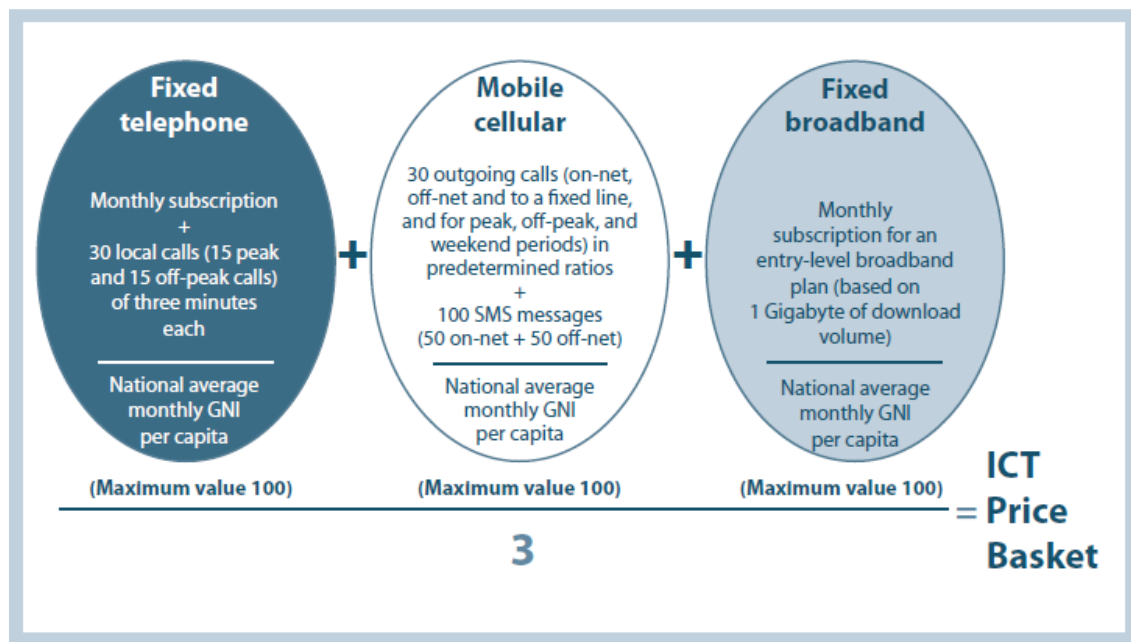 Fixed
telephone
Monthly subscription
+
30 local calls (15 peak
and 15 off-peak calls)
of three minutes
each
National average
monthly GNI
per capita
(Maximum value 100)
+
Mobile
cellular
30 outgoing calls (on-net,
off-net and to a fixed line,
and for peak, off-peak, and
weekend periods) in
predetermined ratios
+
100 SMS messages
(50 on-net + 50 off-net)
National average
monthly GNI
per capita
(Maximum value 100)
+
Fixed
broadband
Monthly
subscription for an
entry-level broadband
plan (based on
1 Gigabyte of download
volume)
National average
monthly GNI
per capita
(Maximum value 100)
3
=
ICT
Price
Basket